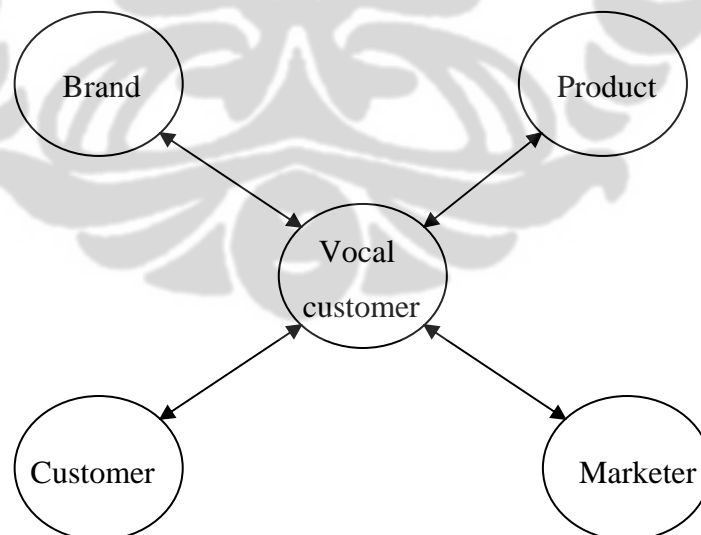 Brand
Product
Vocal
customer
Customer
Marketer